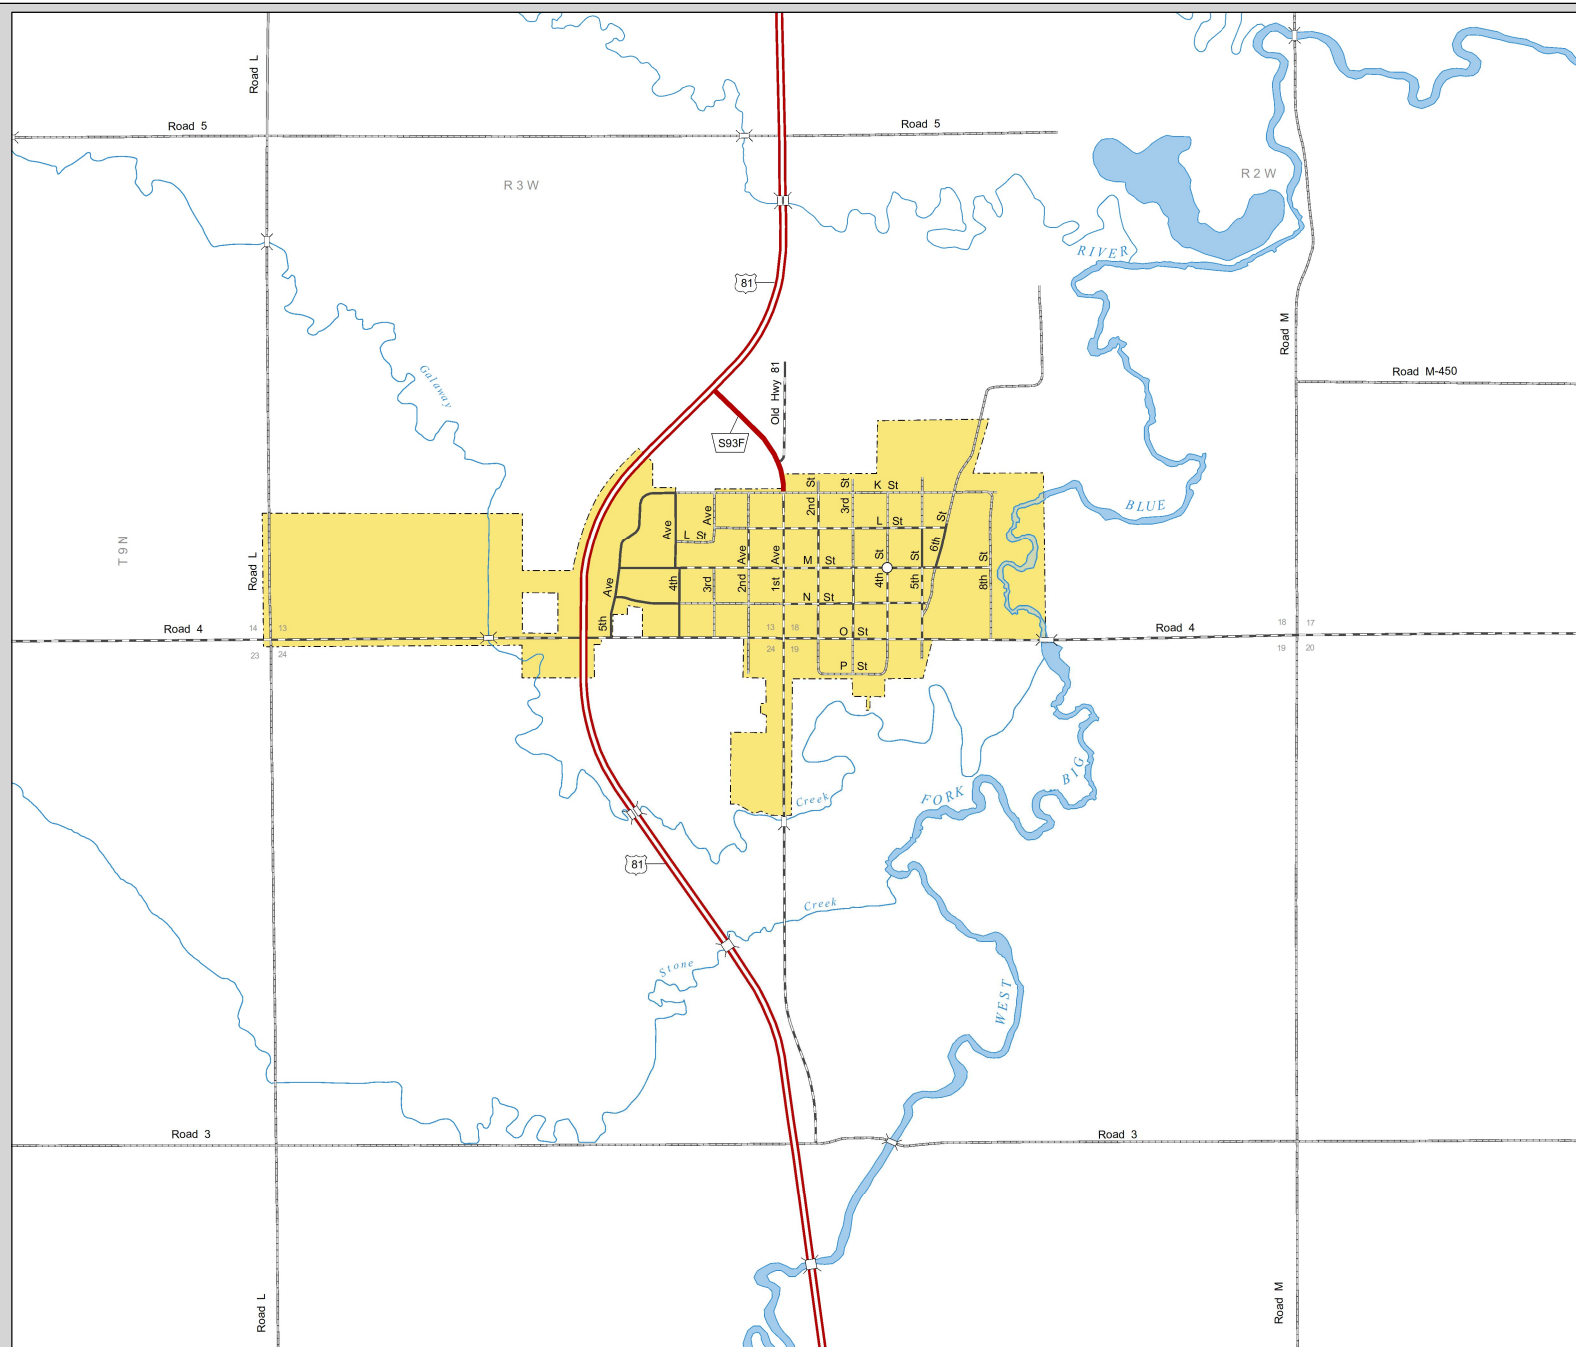 Road L
Road 5
Road 5
R 3 W
R 2 W
RIVER
81
Road M
Galaway
Old Hwy 81
Road M-450
S93F
K St
2nd St
3rd St
BLUE
T 9 N
Road L
Ave
Ave
L St
L St
6th St
M St
2nd Ave
1st Ave
4th St
5th St
8th St
4th
3rd
5th Ave
N St
Road 4
14 13
13 18
O St
Road 4
18 17
23 24
24 19
19 20
P St
BIG
FORK
Creek
81
Creek
Stone
WEST
Road 3
Road 3
Road L
Road M